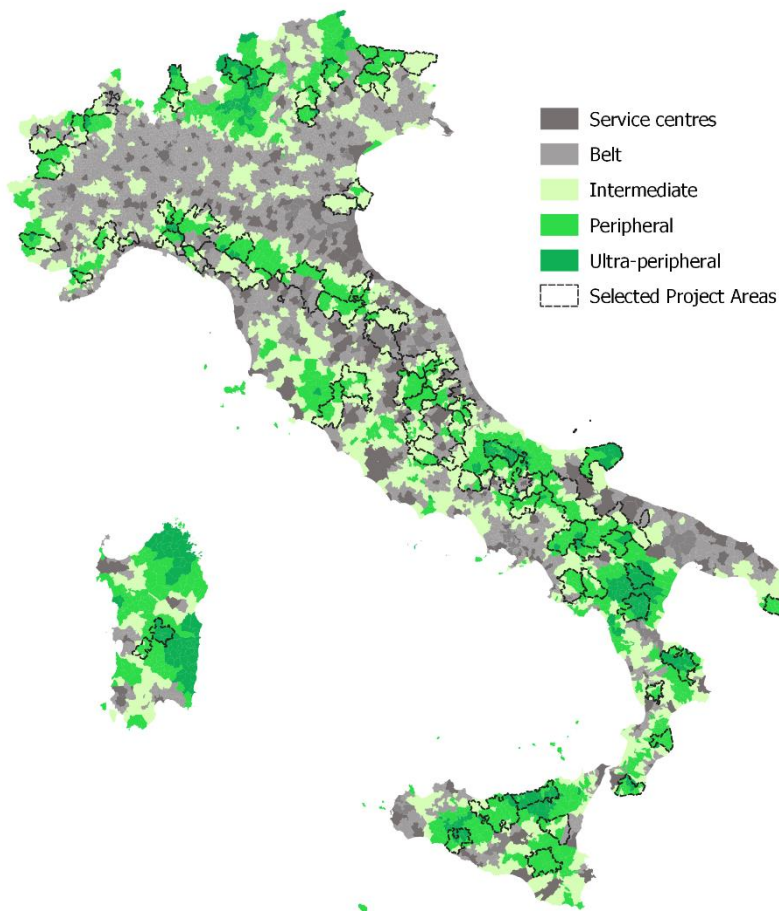 Service centres
Belt
Intermediate
Peripheral
Ultra-peripheral
Selected Project Areas